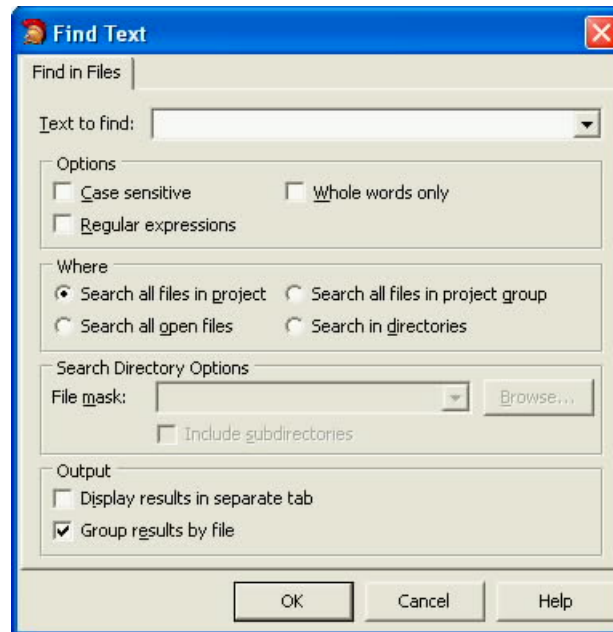 Find Text
Find in Files
Text to find:
Options
Case sensitive Whole words only
Regular expressions
Where
Search all files in project Search all files in project group
Search all open files Search in directories
Search Directory Options
File mask: Browse...
Include subdirectories
Output
Display results in separate tab
Group results by file
OK Cancel Help